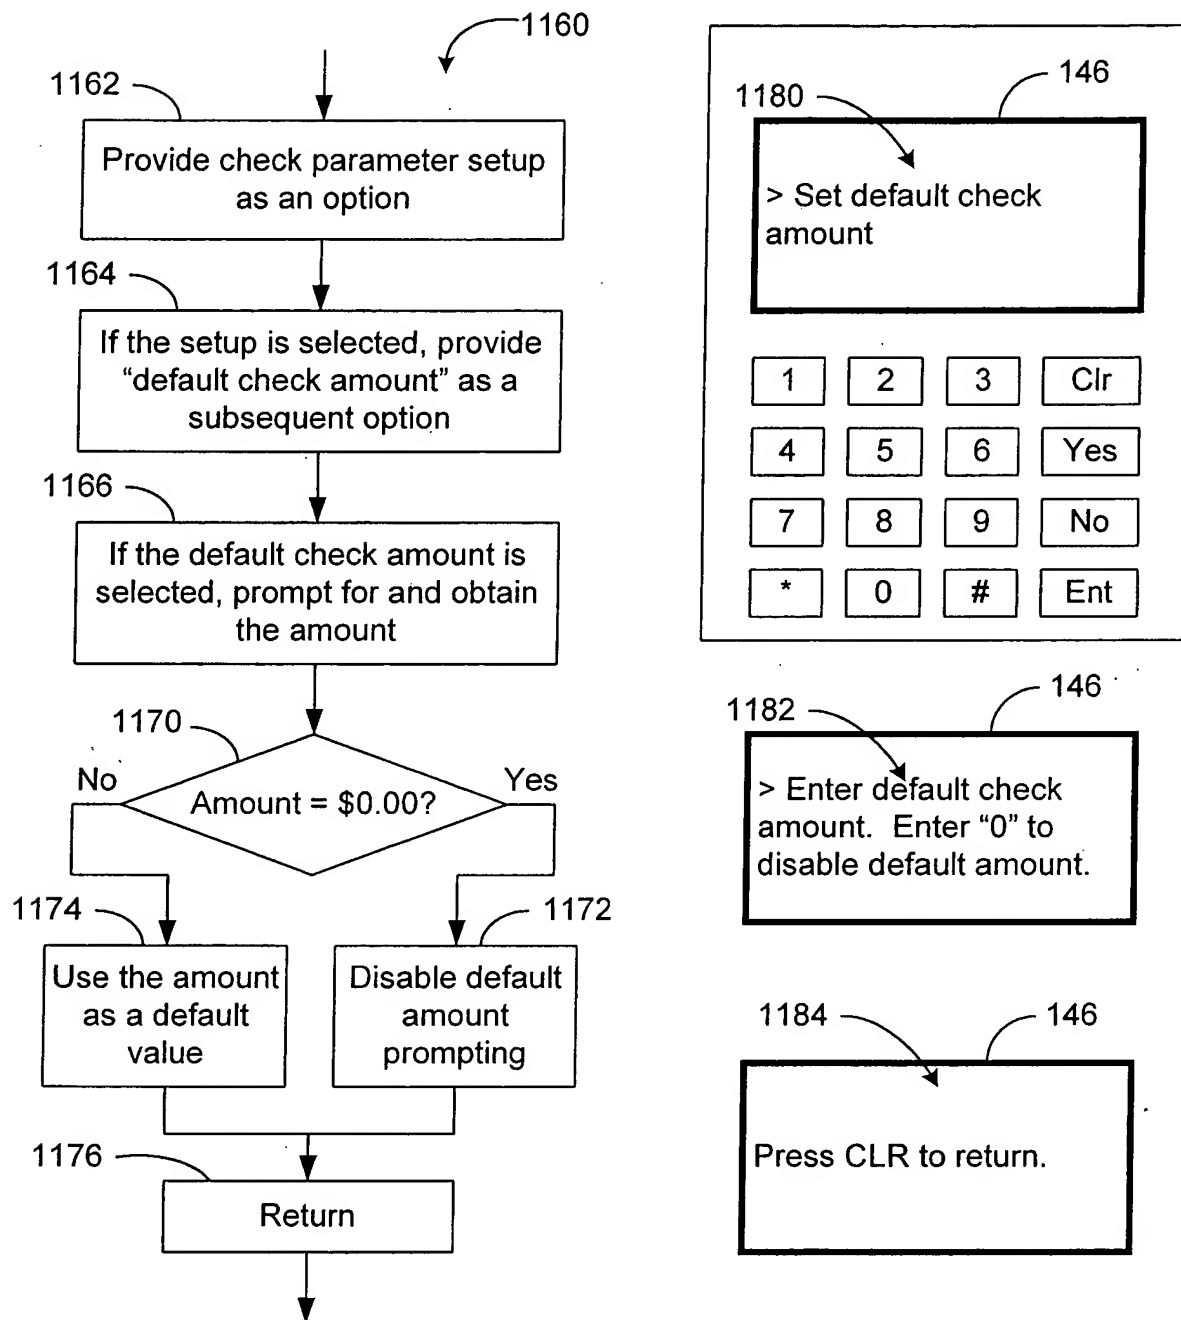 1160
1162
Provide check parameter setup
as an option
1164
If the setup is selected, provide
“default check amount” as a
subsequent option
1166
If the default check amount is
selected, prompt for and obtain
the amount
1170
No
Yes
Amount = $0.00?
1174
1172
Use the amount
as a default
value
Disable default
amount
prompting
1176
Return
146
1180
> Set default check
amount
1 2 3 Clr
4 5 6 Yes
7 8 9 No
* 0 # Ent
146
1182
> Enter default check
amount. Enter “0” to
disable default amount.
1184
146
Press CLR to return.